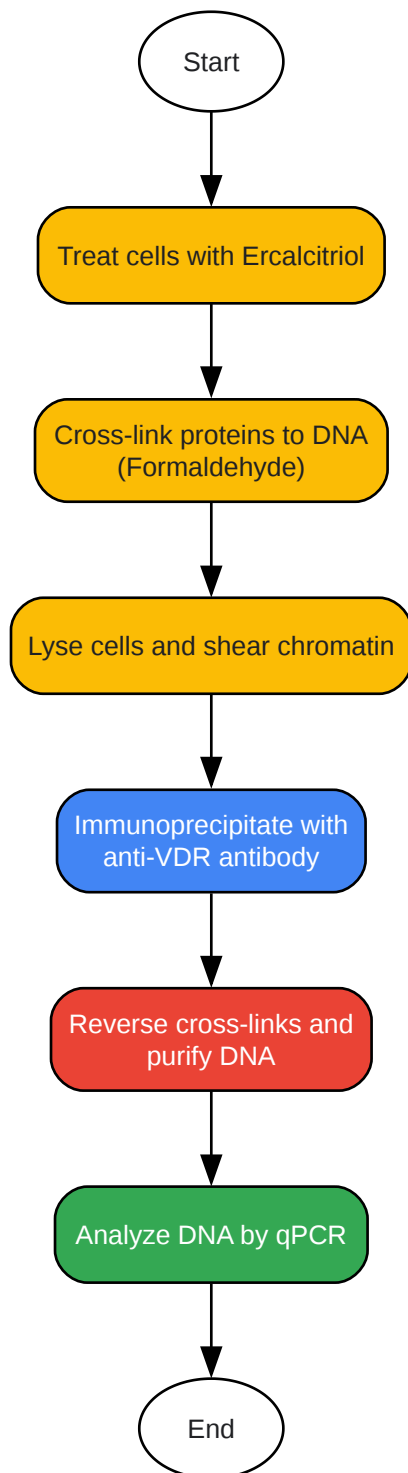 Start
Treat cells with Ercalcitriol
Cross-link proteins to DNA
(Formaldehyde)
Lyse cells and shear chromatin
Immunoprecipitate with
anti-VDR antibody
Reverse cross-links and
purify DNA
Analyze DNA by qPCR
End